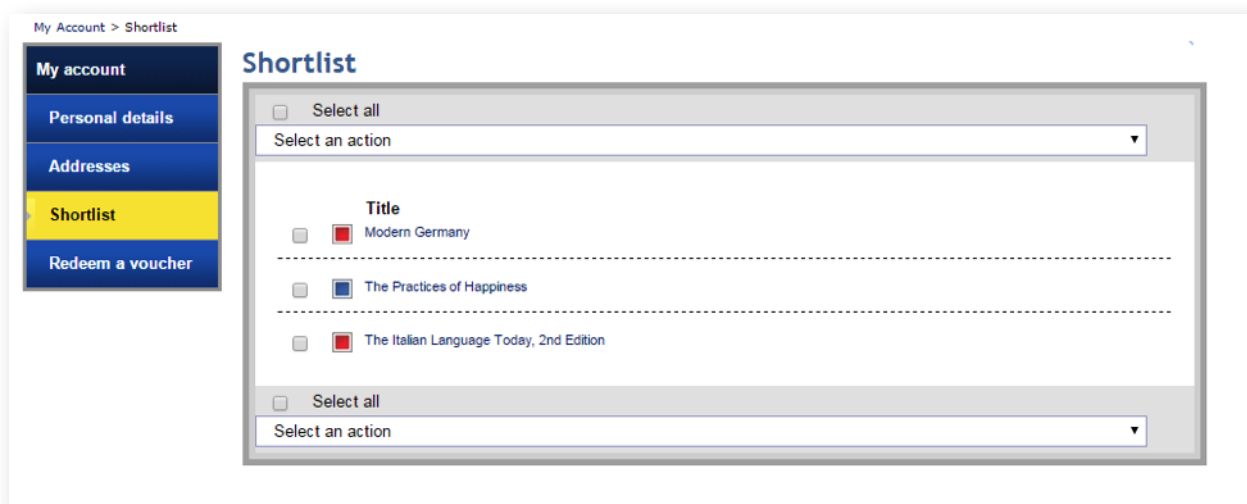 My Account > Shortlist
My account
Personal details
Addresses
Shortlist
Redeem a voucher
Shortlist
Select all
Select an action
Title
Modern Germany
The Practices of Happiness
The Italian Language Today, 2nd Edition
Select all
Select an action